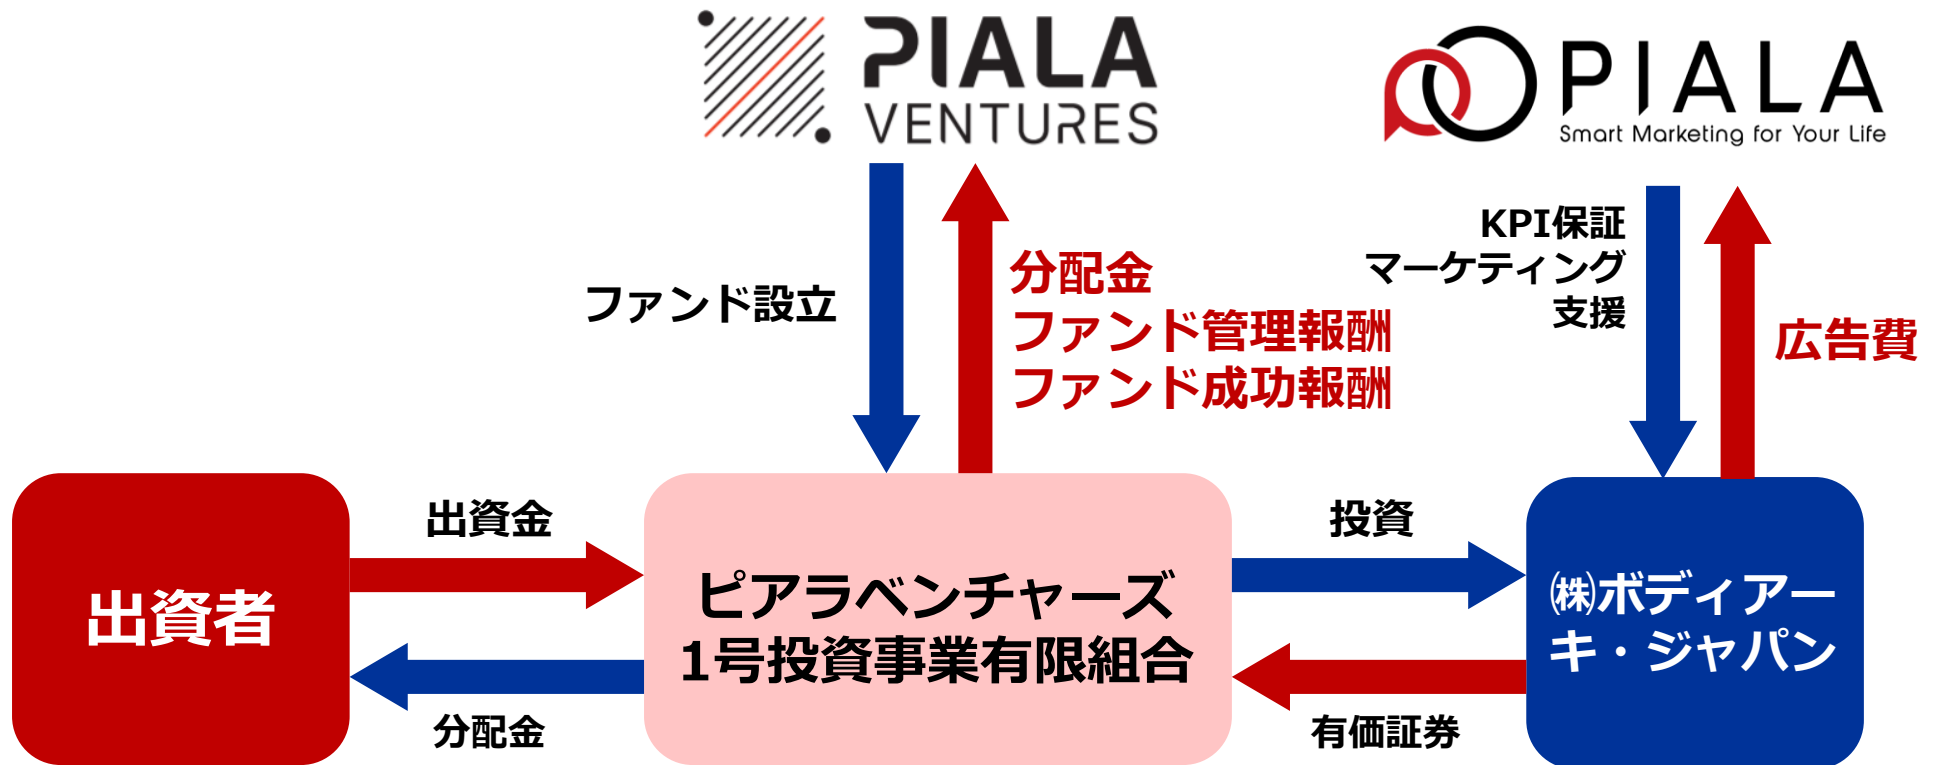 PIALA
VENTURES
PIALA
Smart Marketing for Your Life
ファンド設立
分配金
ファンド管理報酬
ファンド成功報酬
KPI保証
マーケティング
支援
広告費
出資者
出資金
分配金
ピアラベンチャーズ
1号投資事業有限組合
投資
有価証券
㈱ボディアー
キ・ジャパン